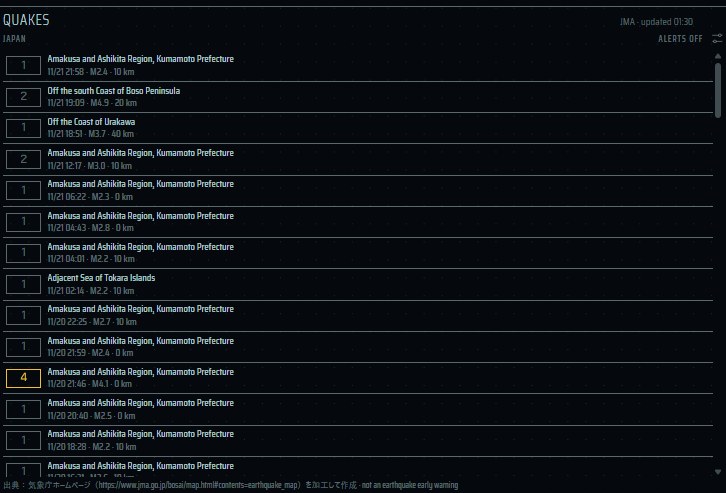 QUAKES
JMA · updated 01:30
JAPAN
ALERTS OFF
1
Amakusa and Ashikita Region, Kumamoto Prefecture
11/21 21:58 · M2.4 · 10 km
2
Off the south Coast of Boso Peninsula
11/21 19:09 · M4.9 · 20 km
1
Off the Coast of Urakawa
11/21 18:51 · M3.7 · 40 km
2
Amakusa and Ashikita Region, Kumamoto Prefecture
11/21 12:17 · M3.0 · 10 km
1
Amakusa and Ashikita Region, Kumamoto Prefecture
11/21 06:22 · M2.3 · 0 km
1
Amakusa and Ashikita Region, Kumamoto Prefecture
11/21 04:43 · M2.8 · 0 km
1
Amakusa and Ashikita Region, Kumamoto Prefecture
11/21 04:01 · M2.2 · 10 km
1
Adjacent Sea of Tokara Islands
11/21 02:14 · M2.2 · 10 km
1
Amakusa and Ashikita Region, Kumamoto Prefecture
11/20 22:25 · M2.7 · 10 km
1
Amakusa and Ashikita Region, Kumamoto Prefecture
11/20 21:59 · M2.4 · 0 km
4
Amakusa and Ashikita Region, Kumamoto Prefecture
11/20 21:46 · M4.1 · 0 km
1
Amakusa and Ashikita Region, Kumamoto Prefecture
11/20 20:40 · M2.5 · 0 km
1
Amakusa and Ashikita Region, Kumamoto Prefecture
11/20 18:28 · M2.2 · 10 km
1
Amakusa and Ashikita Region, Kumamoto Prefecture
出典：気象庁ホームページ（https://www.jma.go.jp/bosai/map.html#contents=earthquake_map）を加工して作成 · not an earthquake early warning